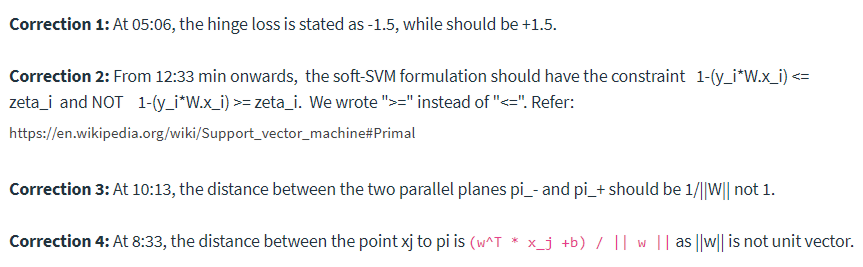 Correction 1: At 05:06, the hinge loss is stated as -1.5, while should be +1.5.
Correction 2: From 12:33 min onwards,  the soft-SVM formulation should have the constraint   1-(y_i*W.x_i) <=
zeta_i  and NOT   1-(y_i*W.x_i) >= zeta_i.  We wrote ">=" instead of "<=". Refer:
https://en.wikipedia.org/wiki/Support_vector_machine#Primal
Correction 3: At 10:13, the distance between the two parallel planes pi_- and pi_+ should be 1/||W|| not 1.
Correction 4: At 8:33, the distance between the point xj to pi is (w^T * x_j +b) / || w || as ||w|| is not unit vector.